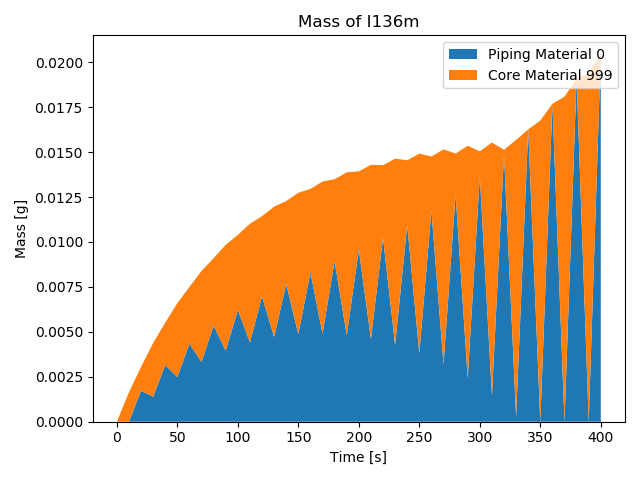 Mass of I136m
Piping Material 0
Core Material 999
Mass [g]
0.0200
0.0175
0.0150
0.0125
0.0100
0.0075
0.0050
0.0025
0.0000
0 50 100 150 200 250 300 350 400
Time [s]